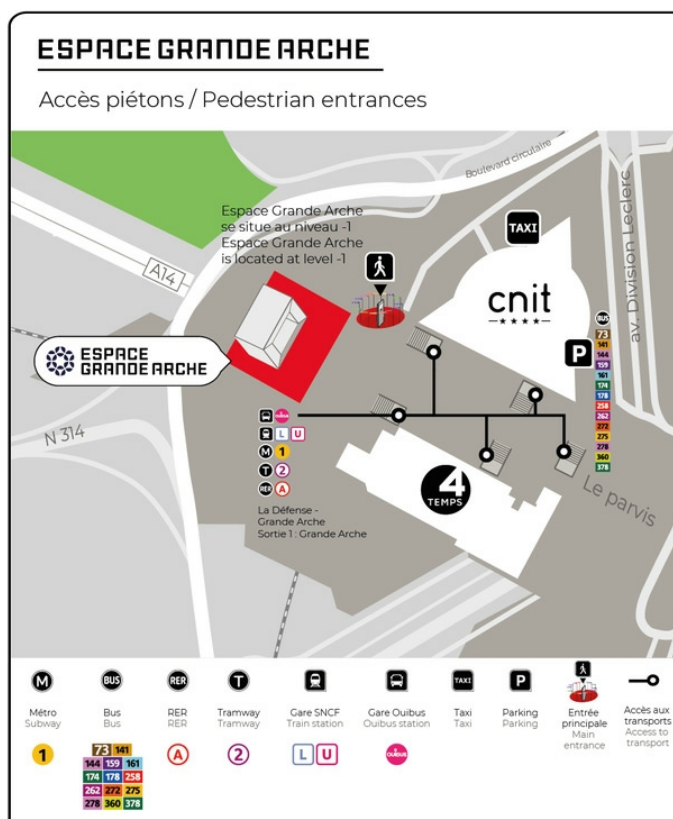 ESPACE GRANDE ARCHE
Accès piétons / Pedestrian entrances
Boulevard circulaire
Espace Grande Arche
se situe au niveau -1
Espace Grande Arche
is located at level -1
TAXI
av. Division Leclerc
A14
cnit
ESPACE
GRANDE ARCHE
BUS
P
73
141
144
159
161
174
178
258
262
272
275
278
360
378
N 314
OUIBUS
L U
M 1
T 2
RER A
La Défense -
Grande Arche
Sortie 1 : Grande Arche
4
TEMPS
Le parvis
M BUS RER T TAXI P
Métro Bus RER Tramway Gare SNCF Gare Ouibus Taxi Parking Entrée principale Accès aux transports
Subway Bus RER Tramway Train station Ouibus station Taxi Parking Main entrance Access to transport
1 A 2 L U OUIBUS
73 141
144 159 161
174 178 258
262 272 275
278 360 378